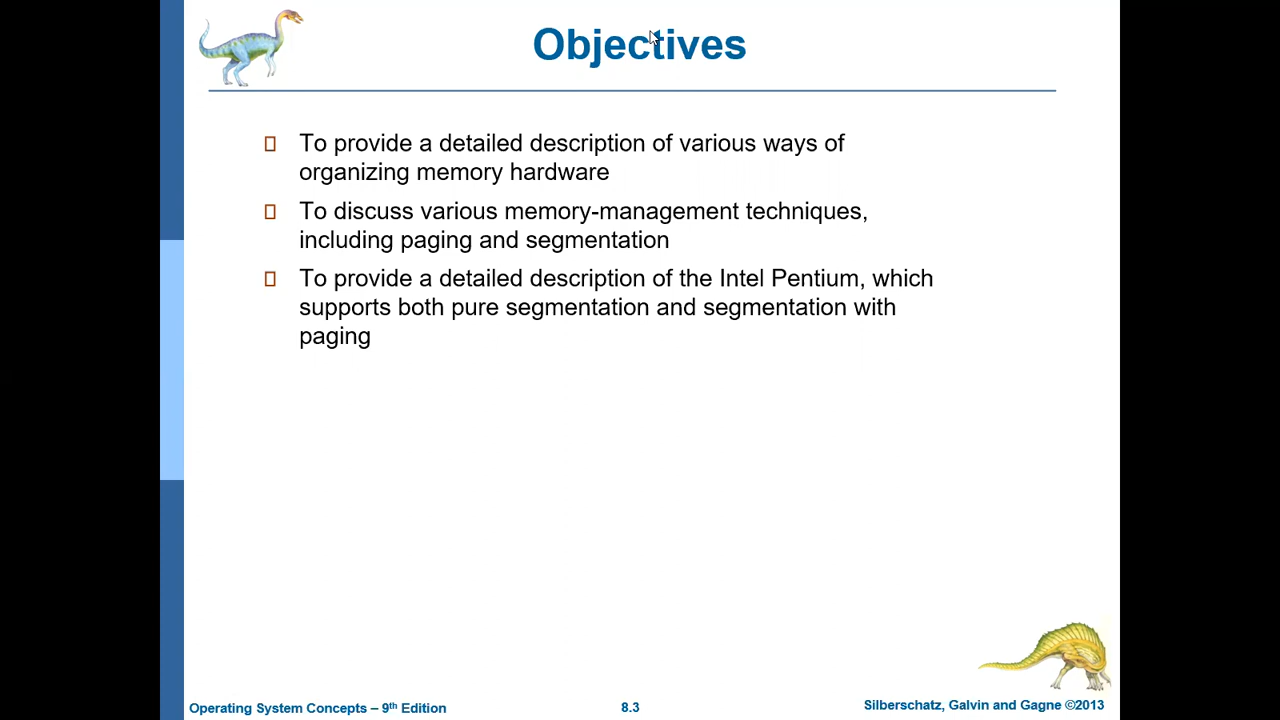 Objectives
To provide a detailed description of various ways of
organizing memory hardware
To discuss various memory-management techniques,
including paging and segmentation
To provide a detailed description of the Intel Pentium, which
supports both pure segmentation and segmentation with
paging
Operating System Concepts – 9th Edition
8.3
Silberschatz, Galvin and Gagne ©2013